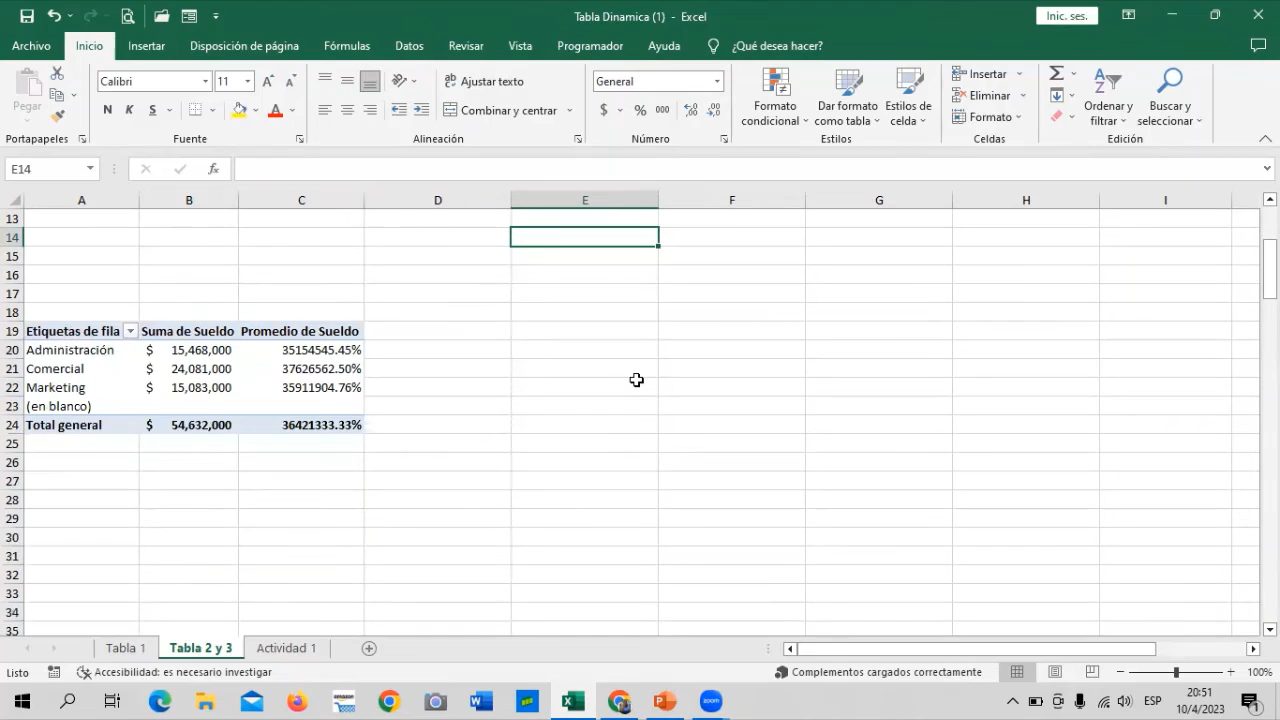 Tabla Dinamica (1) - Excel
Inic. ses.
Archivo Inicio Insertar Disposición de página Fórmulas Datos Revisar Vista Programador Ayuda ¿Qué desea hacer?
Pegar
Calibri 11
N K S A
Ajustar texto
Combinar y centrar
General
$ % 000
Formato condicional
Dar formato como tabla
Estilos de celda
Insertar
Eliminar
Formato
Ordenar y filtrar
Buscar y seleccionar
Portapapeles Fuente Alineación Número Estilos Celdas Edición
E14 fx
A B C D E F G H I
13
14
15
16
17
18
19 Etiquetas de fila Suma de Sueldo Promedio de Sueldo
20 Administración $ 15,468,000 35154545.45%
21 Comercial $ 24,081,000 37626562.50%
22 Marketing $ 15,083,000 35911904.76%
23 (en blanco)
24 Total general $ 54,632,000 36421333.33%
25
26
27
28
29
30
31
32
33
34
35
Tabla 1 Tabla 2 y 3 Actividad 1
Listo Accesibilidad: es necesario investigar Complementos cargados correctamente 100%
amazon zoom ESP 20:51
10/4/2023